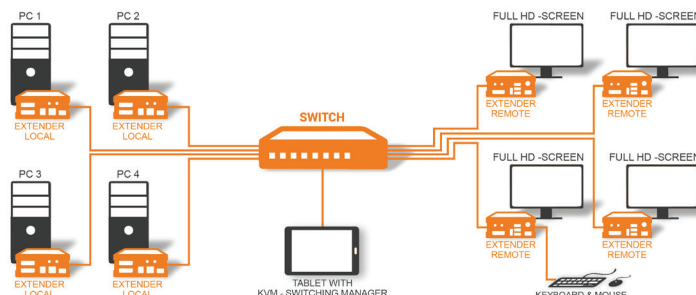 PC 1
PC 2
FULL HD -SCREEN
FULL HD -SCREEN
EXTENDER
LOCAL
EXTENDER
LOCAL
SWITCH
EXTENDER
REMOTE
EXTENDER
REMOTE
PC 3
PC 4
FULL HD -SCREEN
FULL HD -SCREEN
EXTENDER
LOCAL
EXTENDER
LOCAL
TABLET WITH
KVM - SWITCHING MANAGER
EXTENDER
REMOTE
EXTENDER
REMOTE
KEYBOARD & MOUSE